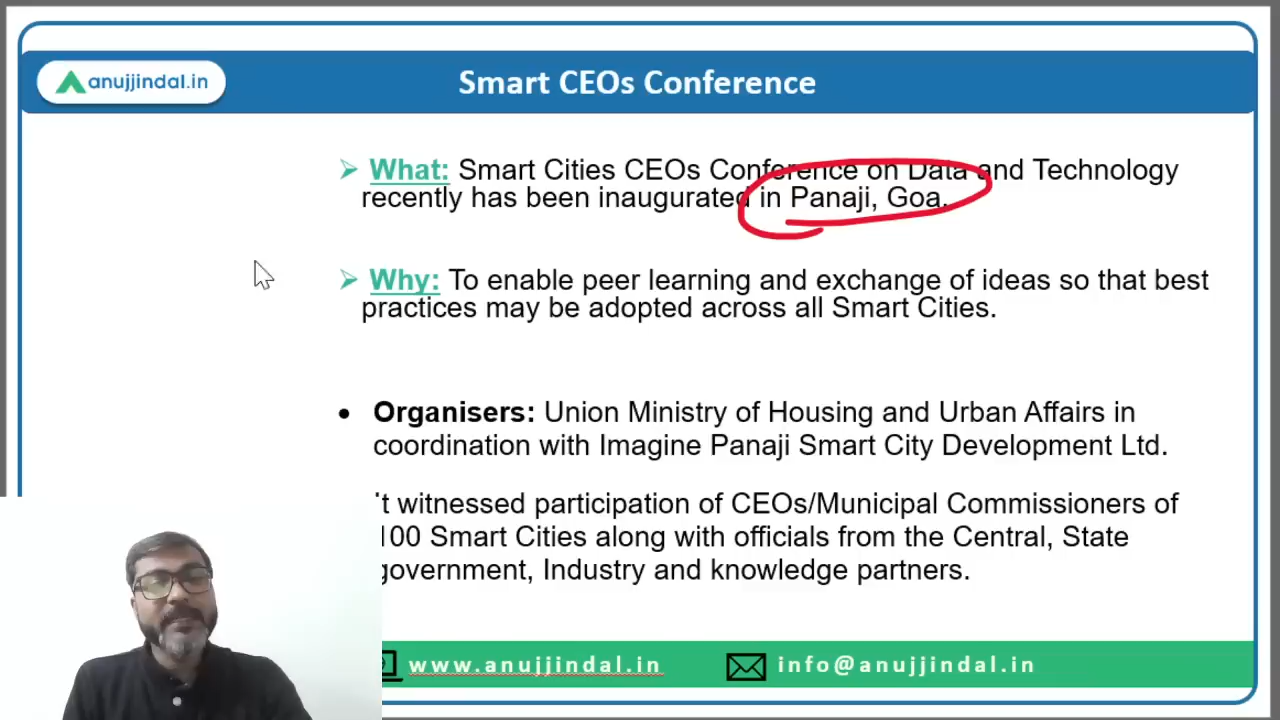 anujjindal.in
Smart CEOs Conference
What: Smart Cities CEOs Conference on Data and Technology
recently has been inaugurated in Panaji, Goa.
Why: To enable peer learning and exchange of ideas so that best
practices may be adopted across all Smart Cities.
Organisers: Union Ministry of Housing and Urban Affairs in
coordination with Imagine Panaji Smart City Development Ltd.
't witnessed participation of CEOs/Municipal Commissioners of
100 Smart Cities along with officials from the Central, State
government, Industry and knowledge partners.
www.anujjindal.in
info@anujjindal.in